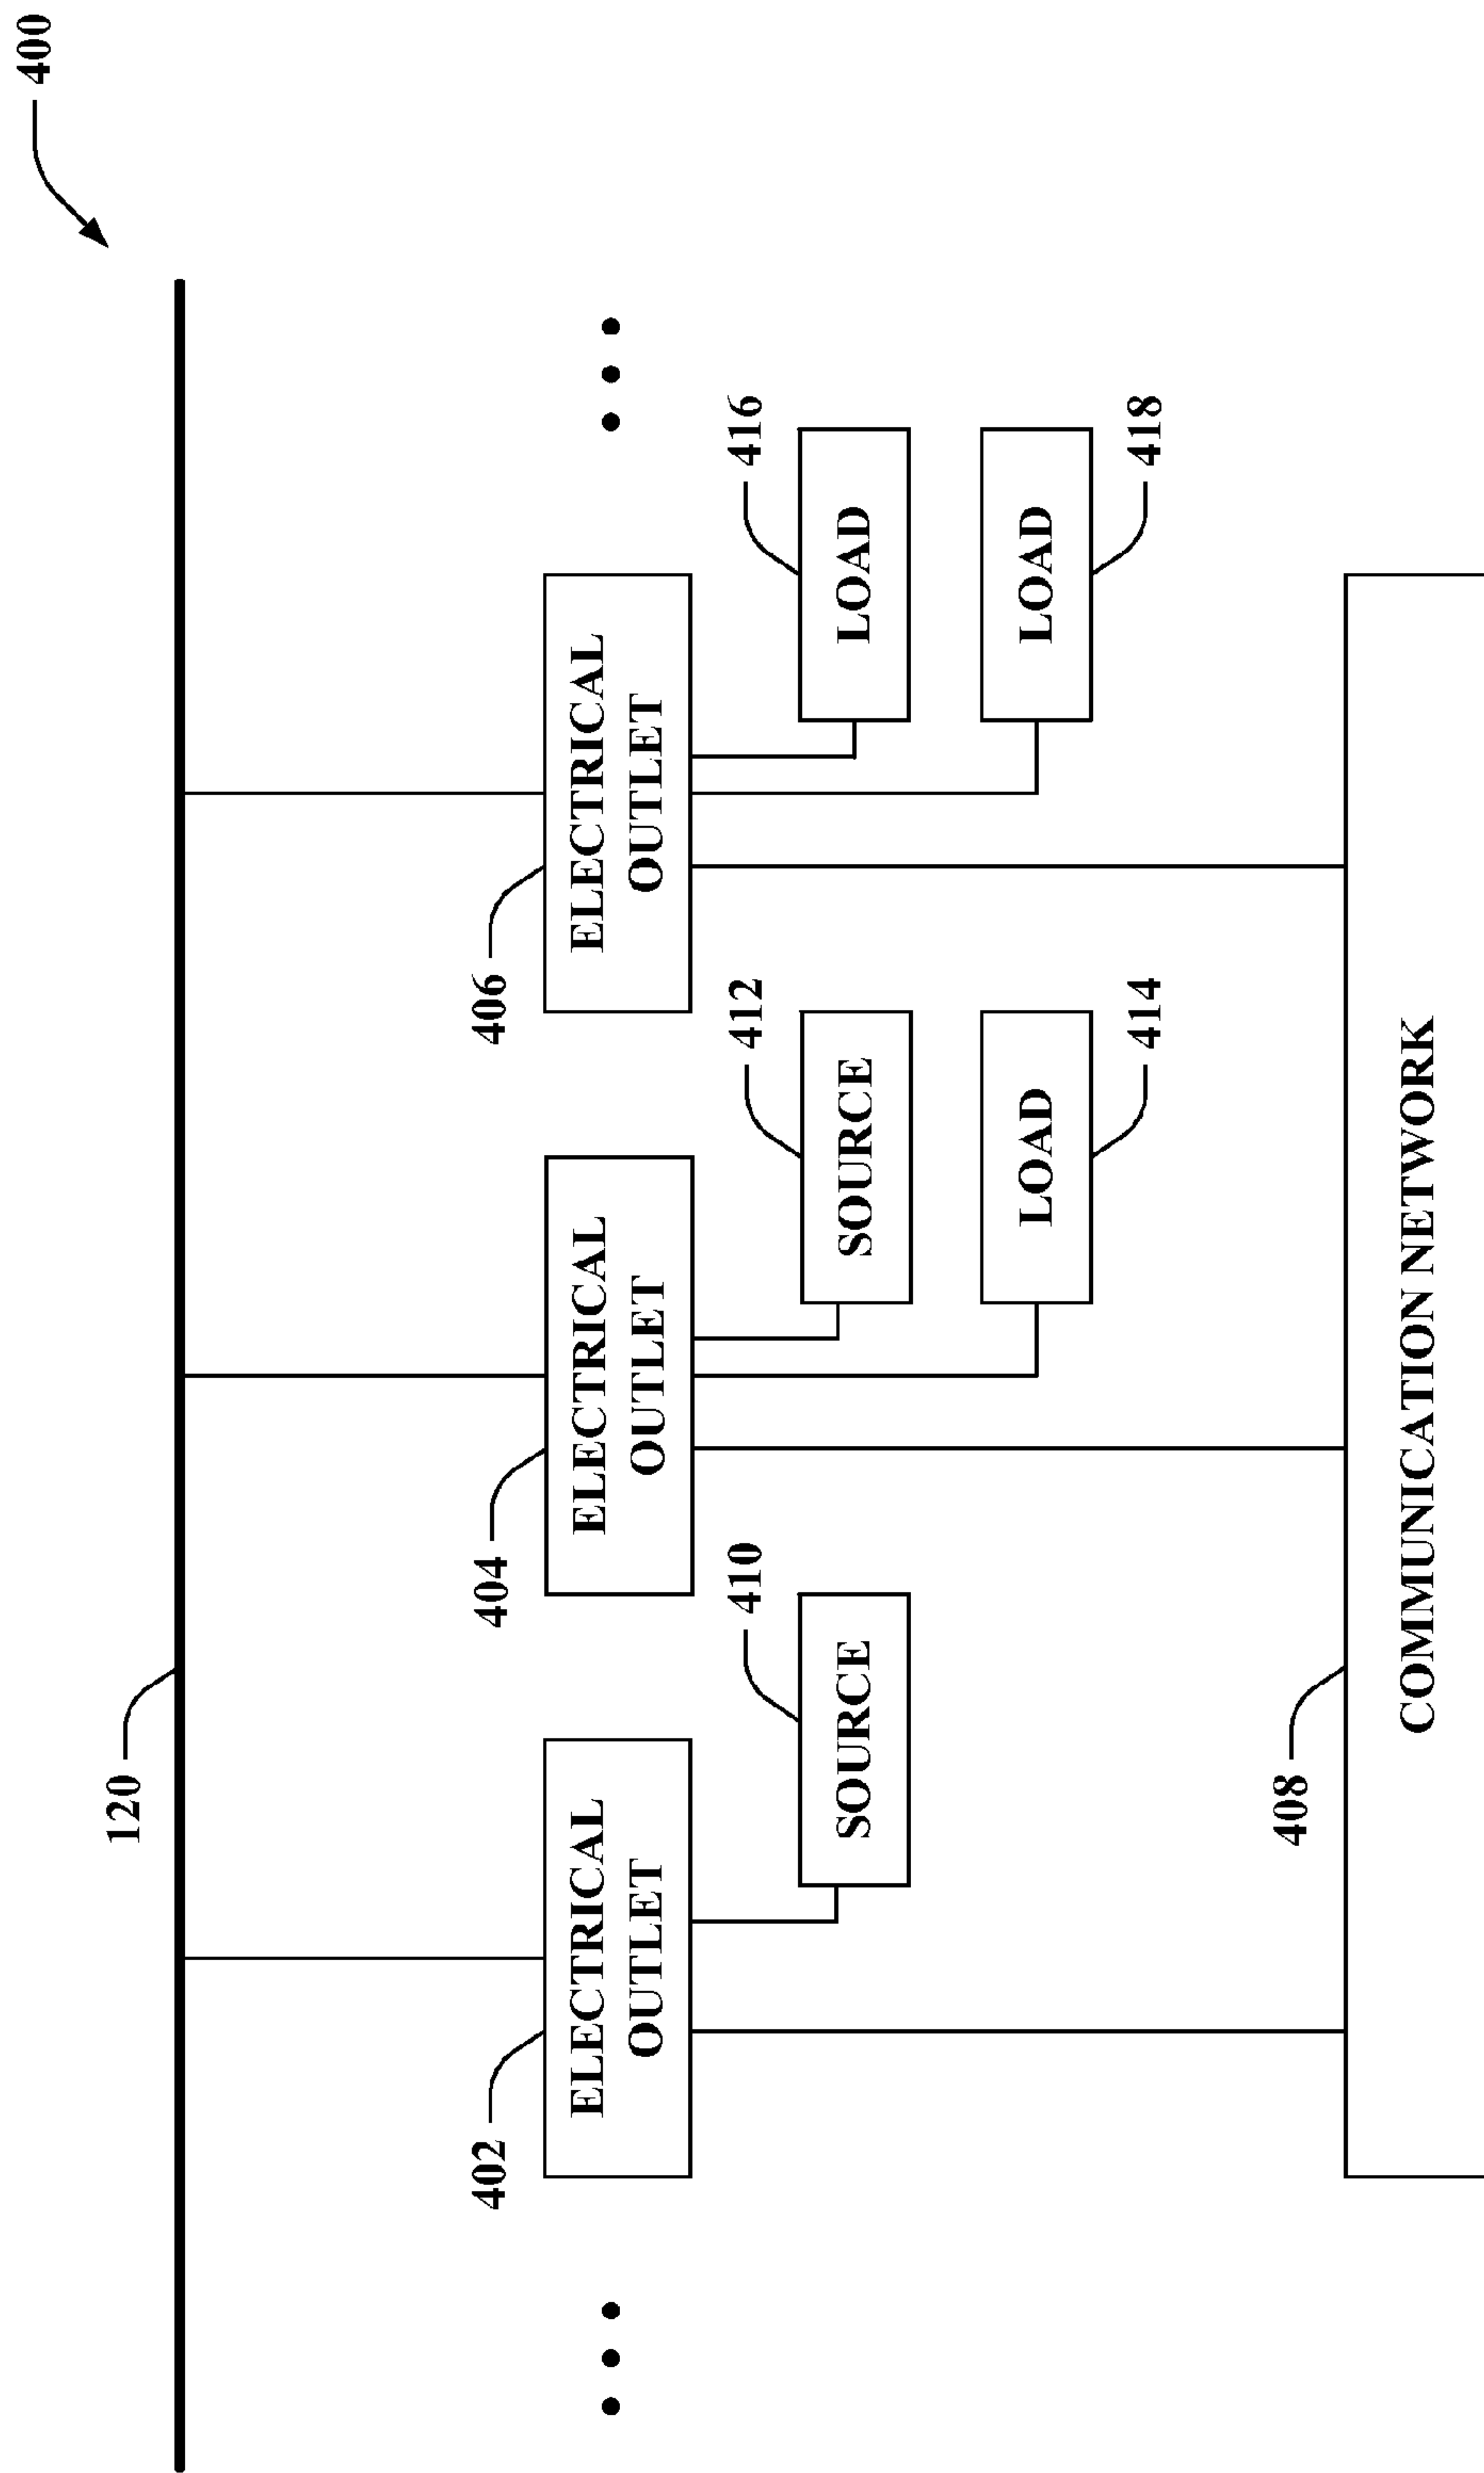 400
120
402
ELECTRICAL
OUTLET
404
ELECTRICAL
OUTLET
406
ELECTRICAL
OUTLET
410
SOURCE
412
SOURCE
416
LOAD
LOAD
414
LOAD
418
408
COMMUNICATION NETWORK